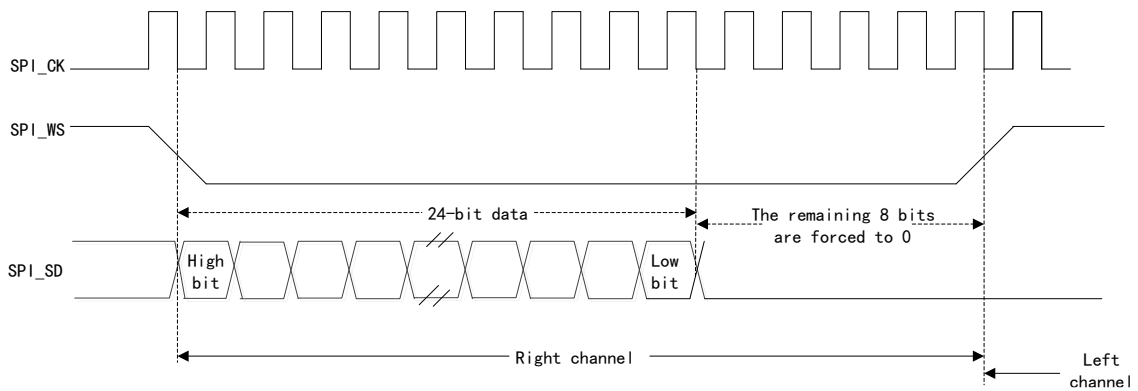 SPI_CK
SPI_WS
24-bit data
The remaining 8 bits
are forced to 0
SPI_SD
High
bit
Low
bit
Right channel
Left
channel